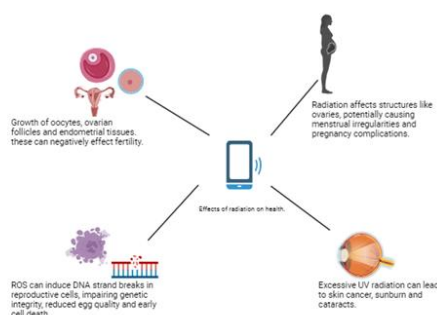 Growth of oocytes, ovarian
follicles and endometrial tissues.
these can negatively effect fertility.
Radiation affects structures like
ovaries, potentially causing
menstrual irregularities and
pregnancy complications.
Effects of radiation on health.
ROS can induce DNA strand breaks in
reproductive cells, impairing genetic
integrity, reduced egg quality and early
cell death.
Excessive UV radiation can lead
to skin cancer, sunburn and
cataracts.